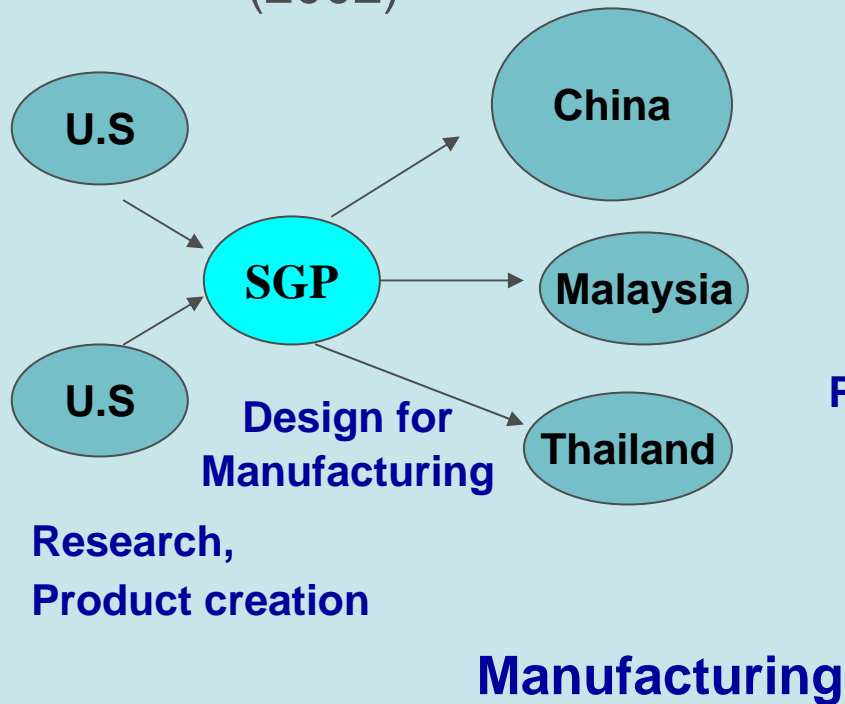 China
U.S
SGP
Malaysia
U.S
Design for
Manufacturing
Thailand
Research,
Product creation
Manufacturing